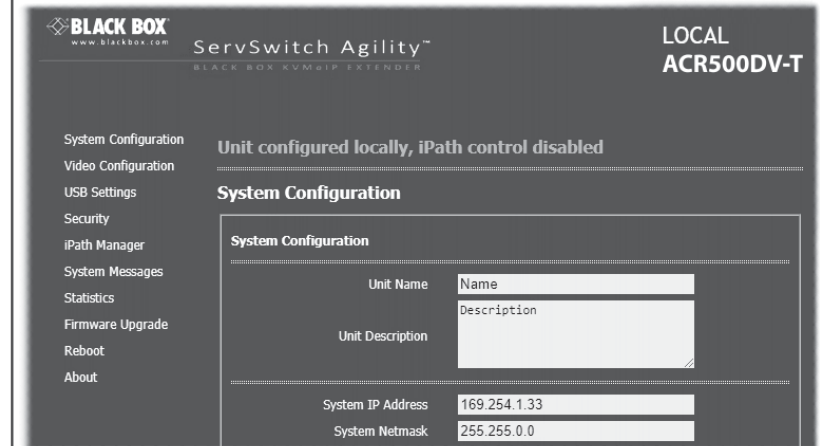 BLACK BOX
www.blackbox.com
ServSwitch Agility™
BLACK BOX KVMoIP EXTENDER
LOCAL
ACR500DV-T
System Configuration
Video Configuration
USB Settings
Security
iPath Manager
System Messages
Statistics
Firmware Upgrade
Reboot
About
Unit configured locally, iPath control disabled
System Configuration
System Configuration
Unit Name Name
Unit Description Description
System IP Address 169.254.1.33
System Netmask 255.255.0.0